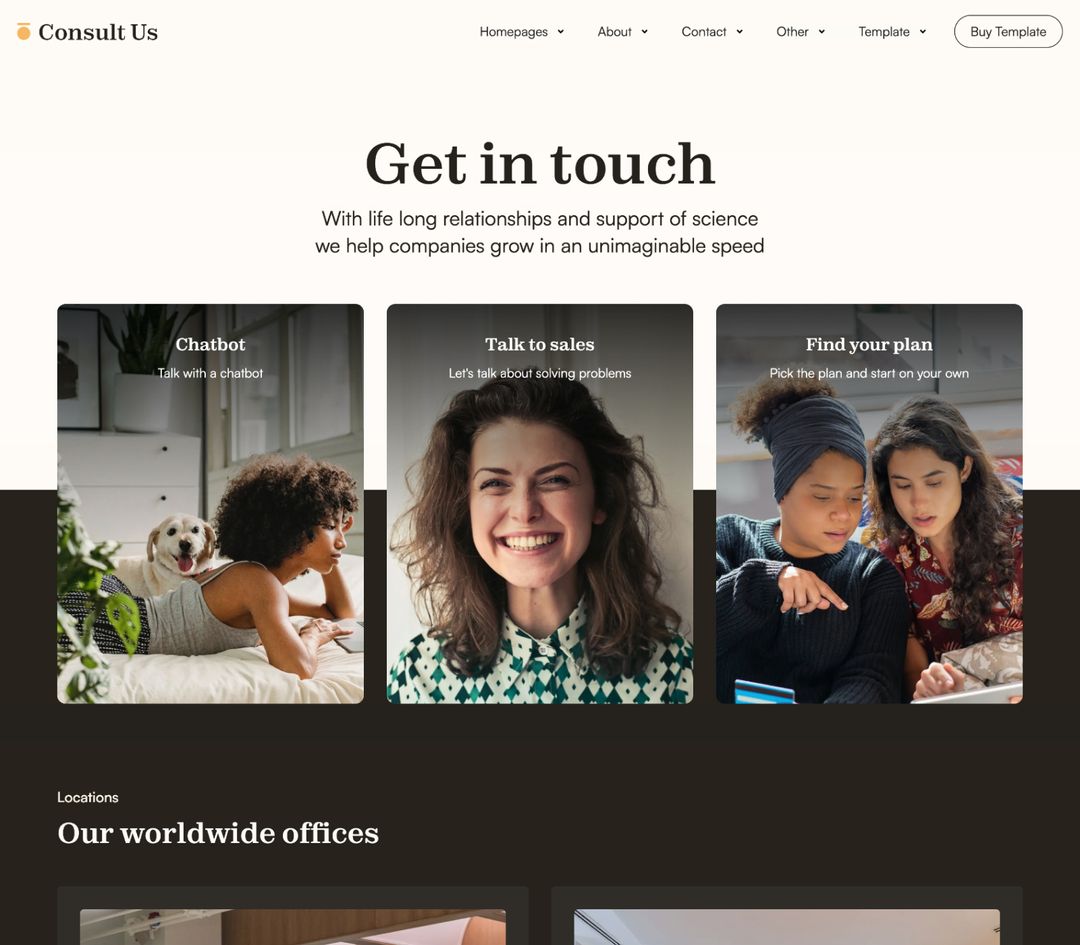 Consult Us
Homepages
About
Contact
Other
Template
Buy Template
Get in touch
With life long relationships and support of science
we help companies grow in an unimaginable speed
Chatbot
Talk with a chatbot
Talk to sales
Let's talk about solving problems
Find your plan
Pick the plan and start on your own
Locations
Our worldwide offices